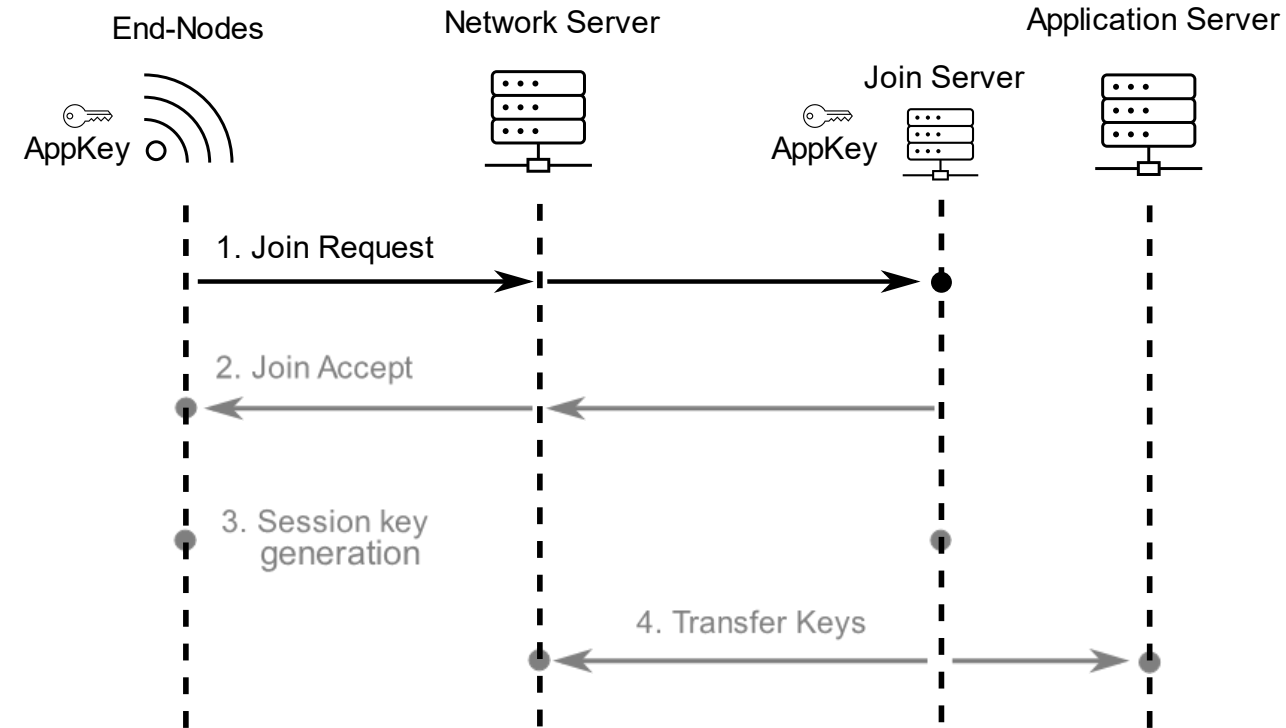 End-Nodes
Network Server
Application Server
Join Server
AppKey
AppKey
1. Join Request
2. Join Accept
3. Session key
generation
4. Transfer Keys